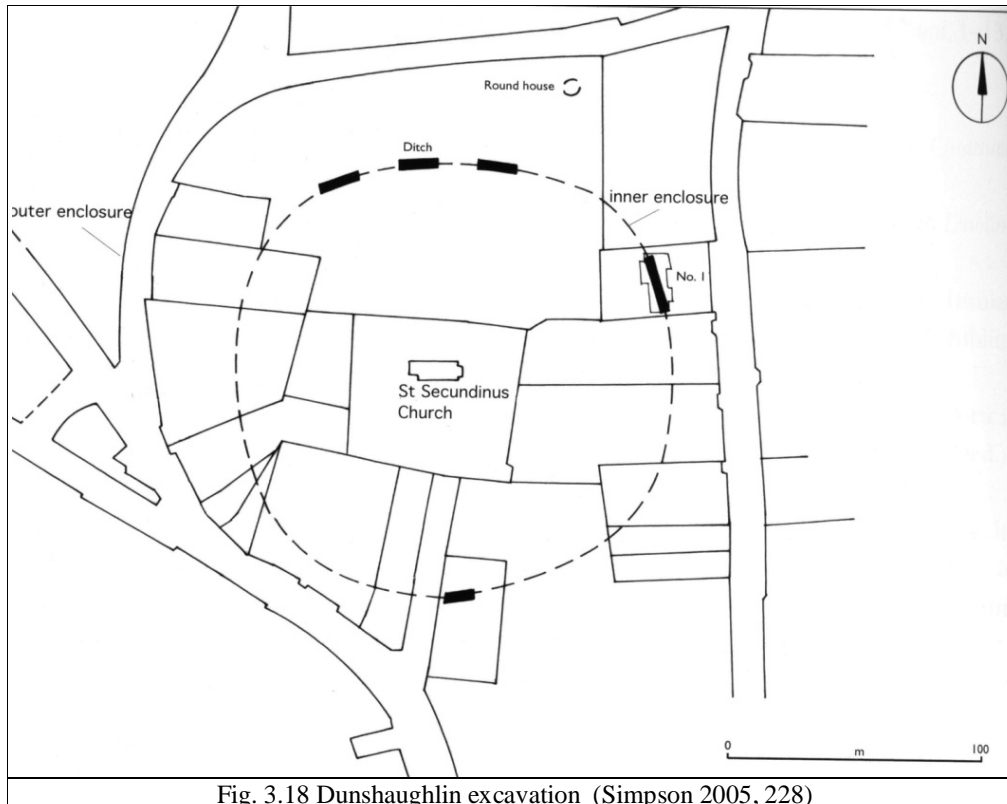 N
Round house
Ditch
inner enclosure
outer enclosure
No. 1
St Secundinus
Church
0
m
100
Fig. 3.18 Dunshaughlin excavation (Simpson 2005, 228)